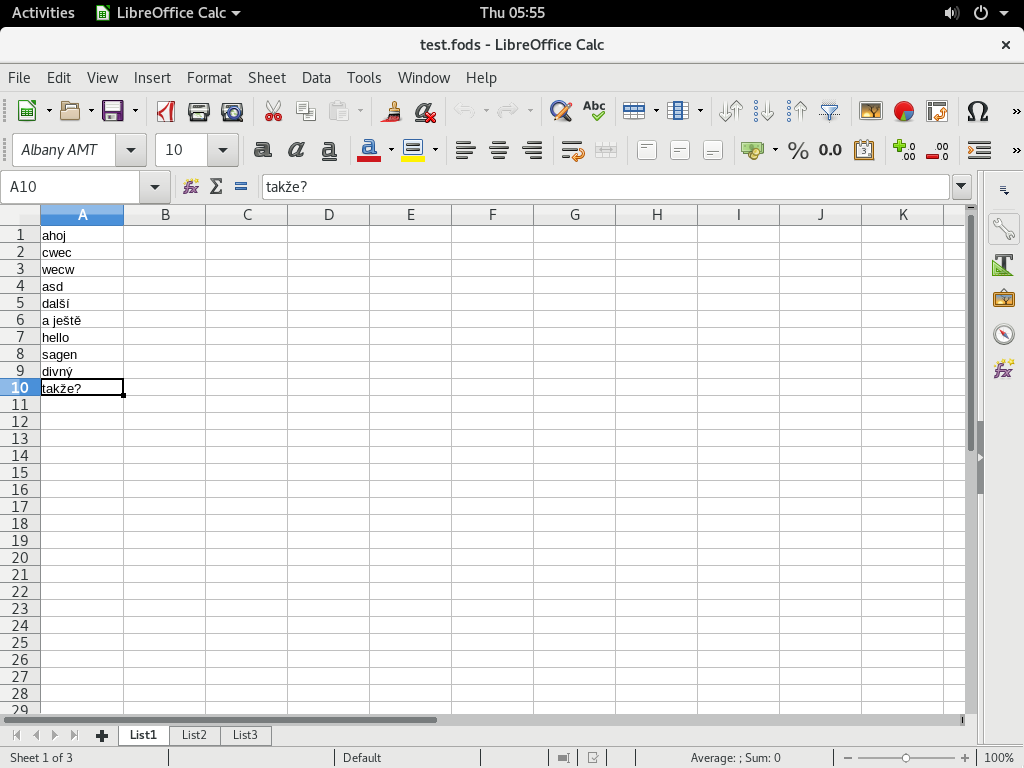 Activities LibreOffice Calc Thu 05:55
test.fods - LibreOffice Calc
File Edit View Insert Format Sheet Data Tools Window Help
Abc
Albany AMT 10 a a a a % 0.0
A10 takže?
A B C D E F G H I J K
1 ahoj
2 cwec
3 wecw
4 asd
5 další
6 a ještě
7 hello
8 sagen
9 divný
10 takže?
11
12
13
14
15
16
17
18
19
20
21
22
23
24
25
26
27
28
29
List1 List2 List3
Sheet 1 of 3 Default Average: ; Sum: 0 100%